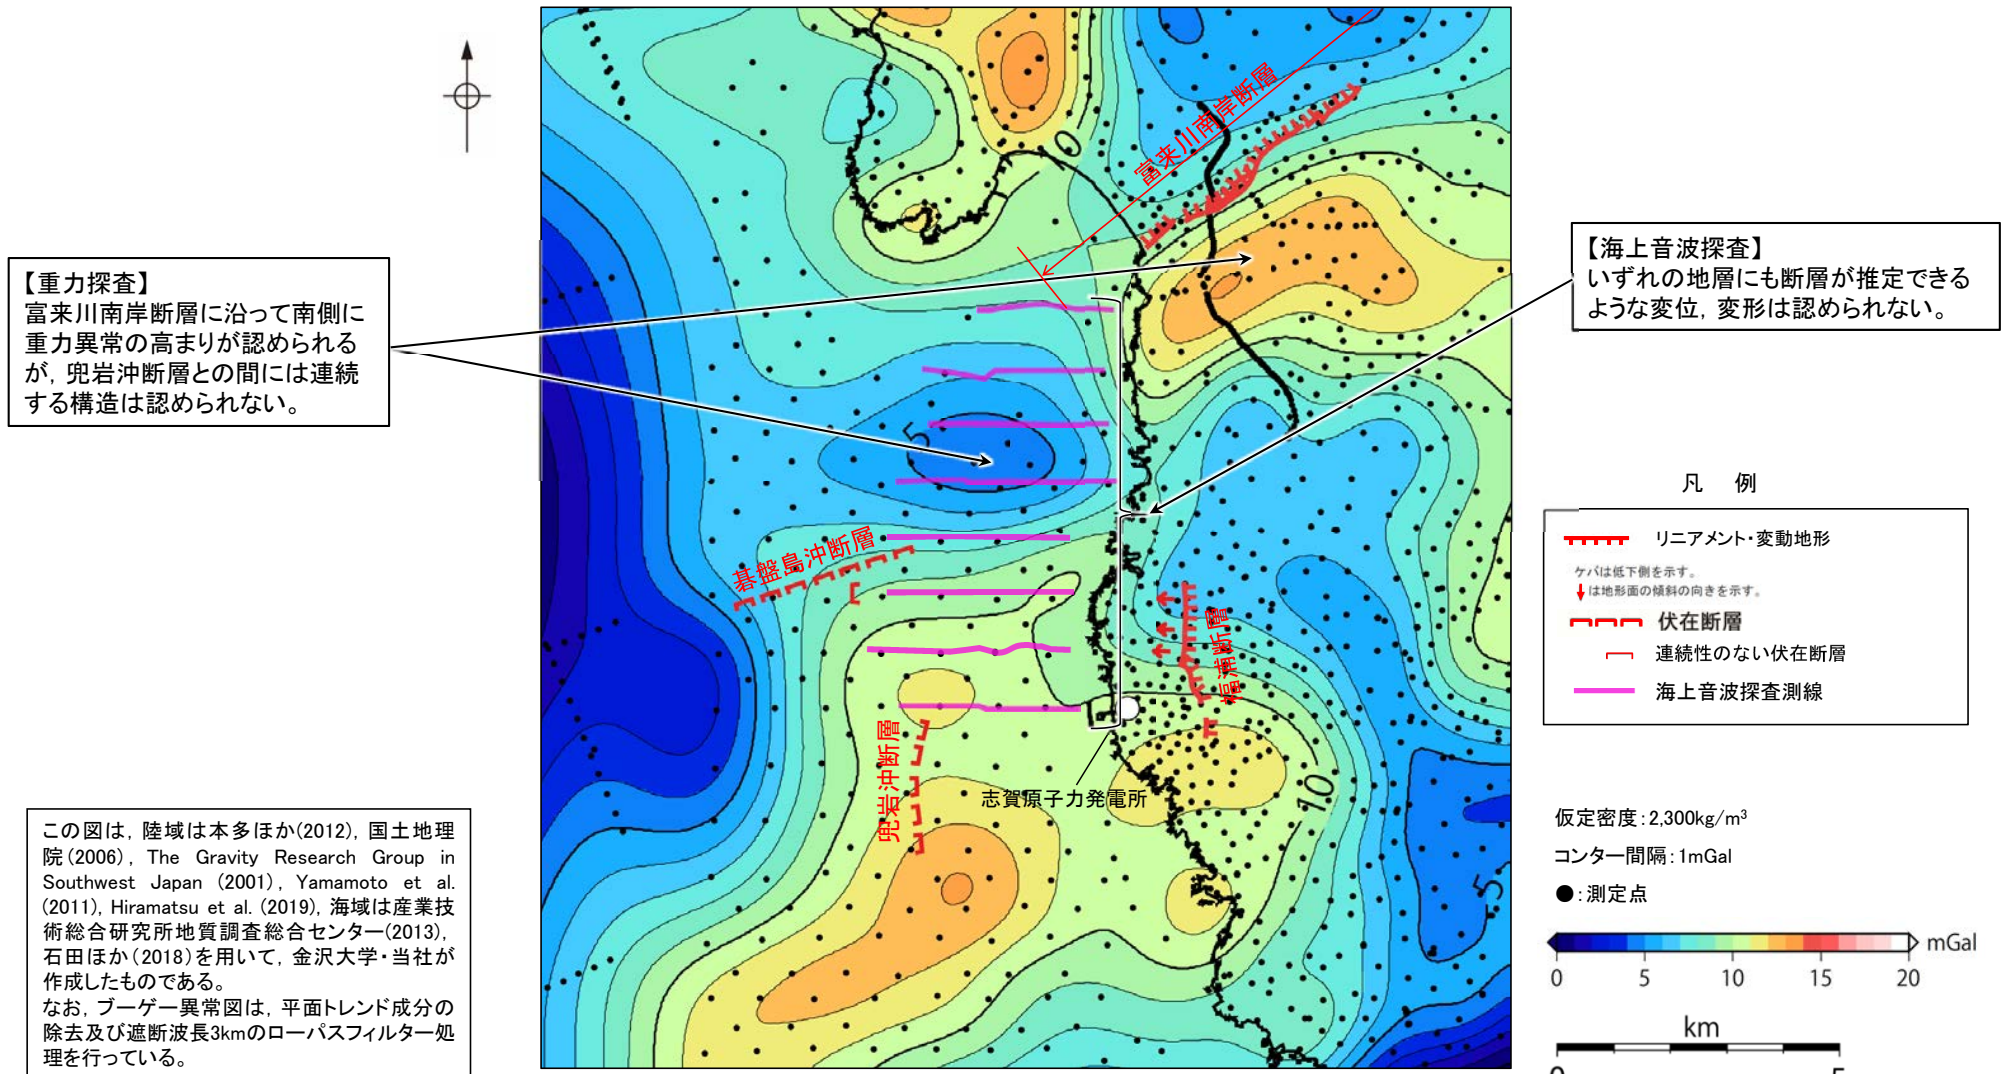 【重力探査】
富来川南岸断層に沿って南側に
重力異常の高まりが認められる
が，兜岩沖断層との間には連続
する構造は認められない。
【海上音波探査】
いずれの地層にも断層が推定できる
ような変位，変形は認められない。
富来川南岸断層
10
5
碁盤島沖断層
福浦断層
兜岩沖断層
志賀原子力発電所
10
5
凡　例
リニアメント・変動地形
ケバは低下側を示す。
↓は地形面の傾斜の向きを示す。
伏在断層
連続性のない伏在断層
海上音波探査測線
仮定密度：2,300kg/m³
コンター間隔：1mGal
●：測定点
mGal
0 5 10 15 20
km
0 5
この図は，陸域は本多ほか(2012)，国土地理
院(2006)，The Gravity Research Group in
Southwest Japan (2001)，Yamamoto et al.
(2011)，Hiramatsu et al. (2019)，海域は産業技
術総合研究所地質調査総合センター(2013)，
石田ほか(2018)を用いて，金沢大学・当社が
作成したものである。
なお，ブーゲー異常図は，平面トレンド成分の
除去及び遮断波長3kmのローパスフィルター処
理を行っている。